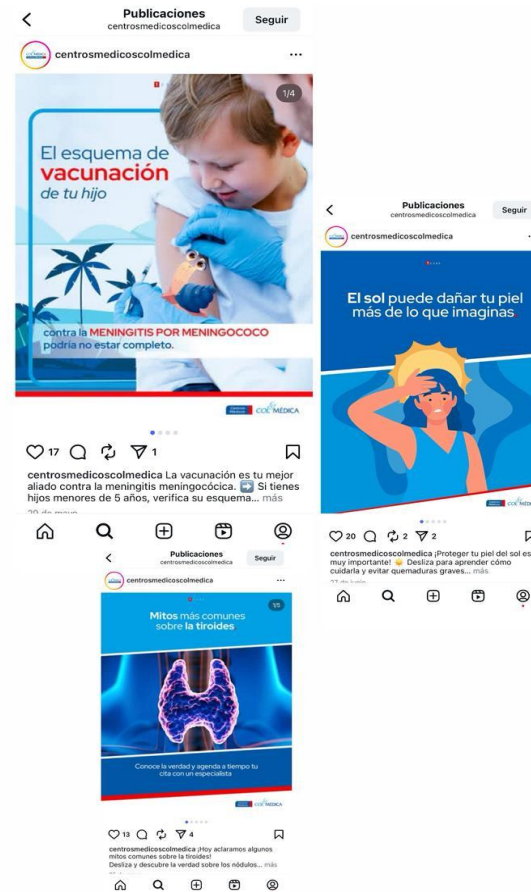 Publicaciones
centrosmedicoscolmedica
Seguir
centrosmedicoscolmedica
1/4
El esquema de
vacunación
de tu hijo
contra la MENINGITIS POR MENINGOCOCO
podría no estar completo.
COLMÉDICA
17
1
centrosmedicoscolmedica La vacunación es tu mejor
aliado contra la meningitis meningocócica. ➡️ Si tienes
hijos menores de 5 años, verifica su esquema... más
Publicaciones
centrosmedicoscolmedica
Seguir
centrosmedicoscolmedica
El sol puede dañar tu piel
más de lo que imaginas.
20
2
2
centrosmedicoscolmedica ¡Proteger tu piel del sol es
muy importante! ☀️ Desliza para aprender cómo
cuidarla y evitar quemaduras graves... más
27 de junio
Publicaciones
centrosmedicoscolmedica
Seguir
centrosmedicoscolmedica
1/5
Mitos más comunes
sobre la tiroides
Conoce la verdad y agenda a tiempo tu
cita con un especialista
COLMÉDICA
13
4
centrosmedicoscolmedica ¡Hoy aclaramos algunos
mitos comunes sobre la tiroides!
Desliza y descubre la verdad sobre los nódulos... más